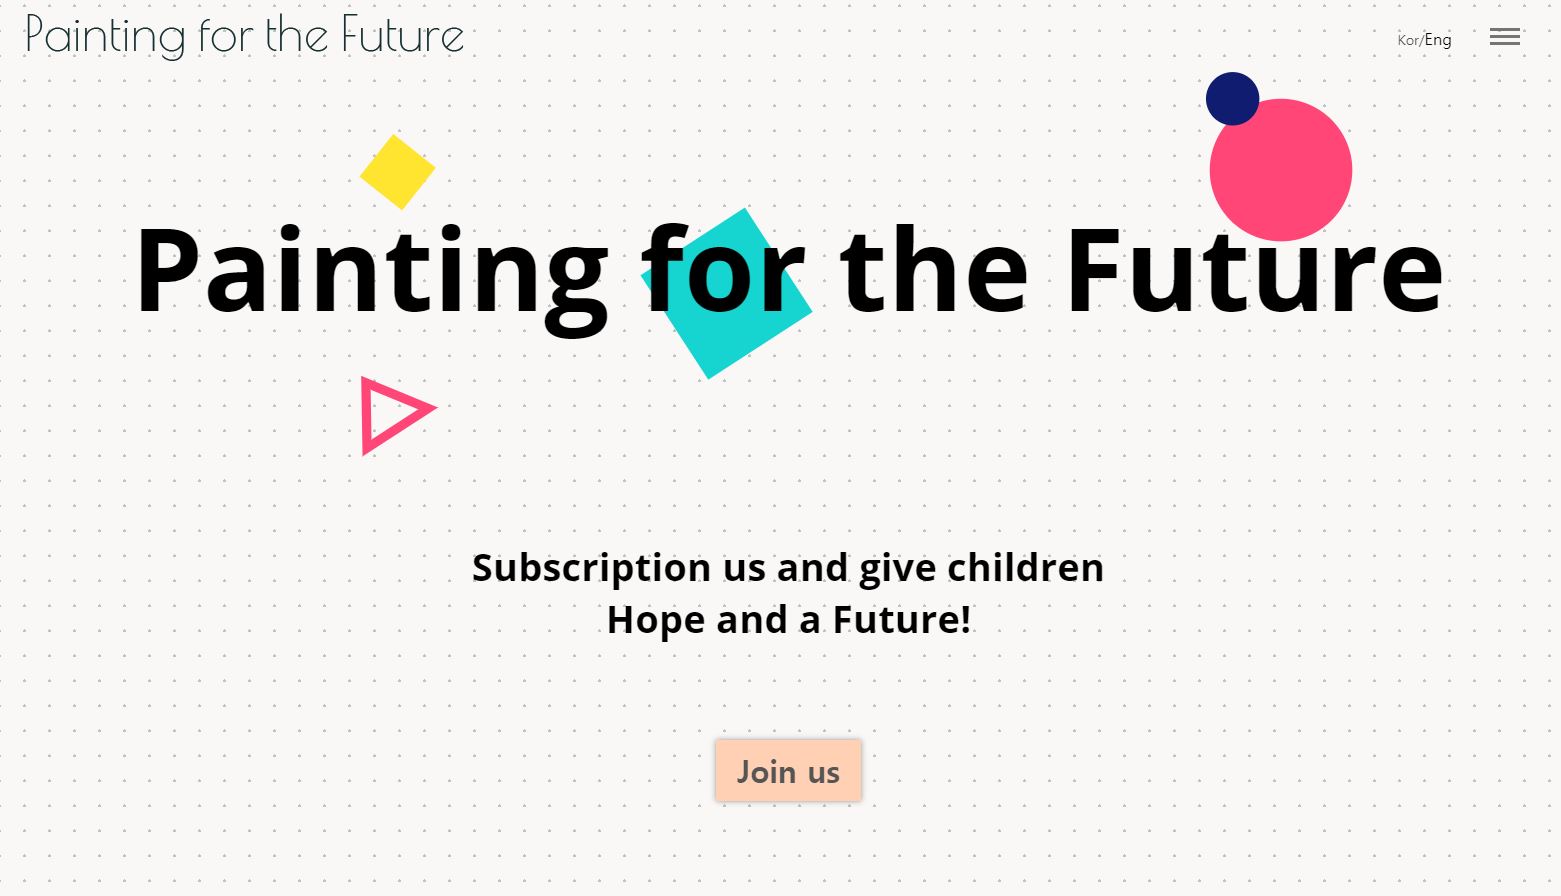 Painting for the Future
Kor/Eng
Painting for the Future
Subscription us and give children
Hope and a Future!
Join us